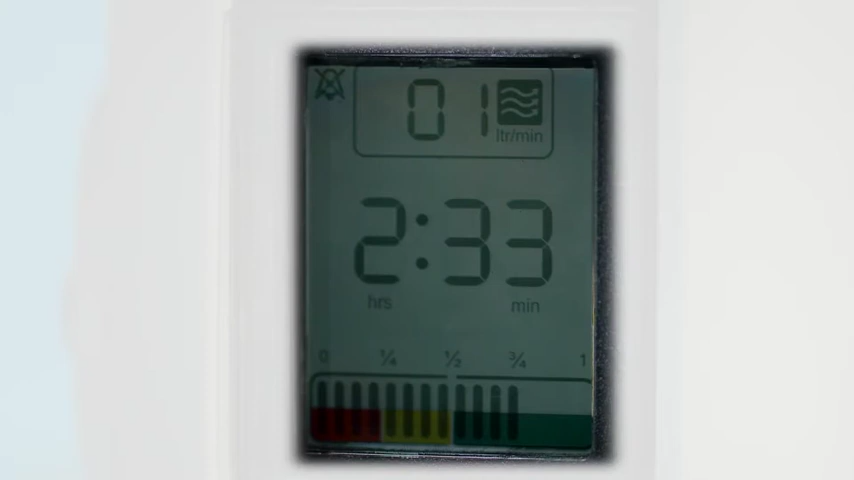 01
ltr/min
2:33
hrs min
0 ¼ ½ ¾ 1